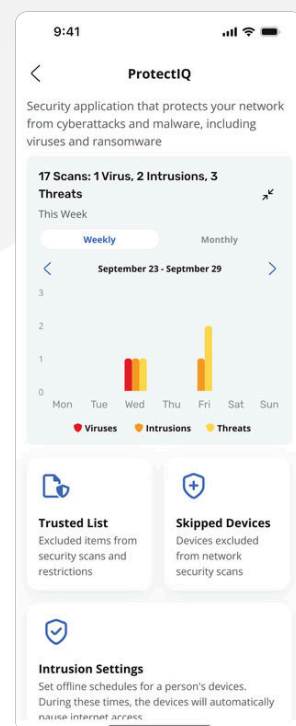 9:41
ProtectIQ
Security application that protects your network
from cyberattacks and malware, including
viruses and ransomware
17 Scans: 1 Virus, 2 Intrusions, 3
Threats
This Week
Weekly Monthly
September 23 - Septmber 29
3
2
1
0
Mon Tue Wed Thu Fri Sat Sun
Viruses Intrusions Threats
Trusted List
Excluded items from
security scans and
restrictions
Skipped Devices
Devices excluded
from network
security scans
Intrusion Settings
Set offline schedules for a person's devices.
During these times, the devices will automatically
pause internet access